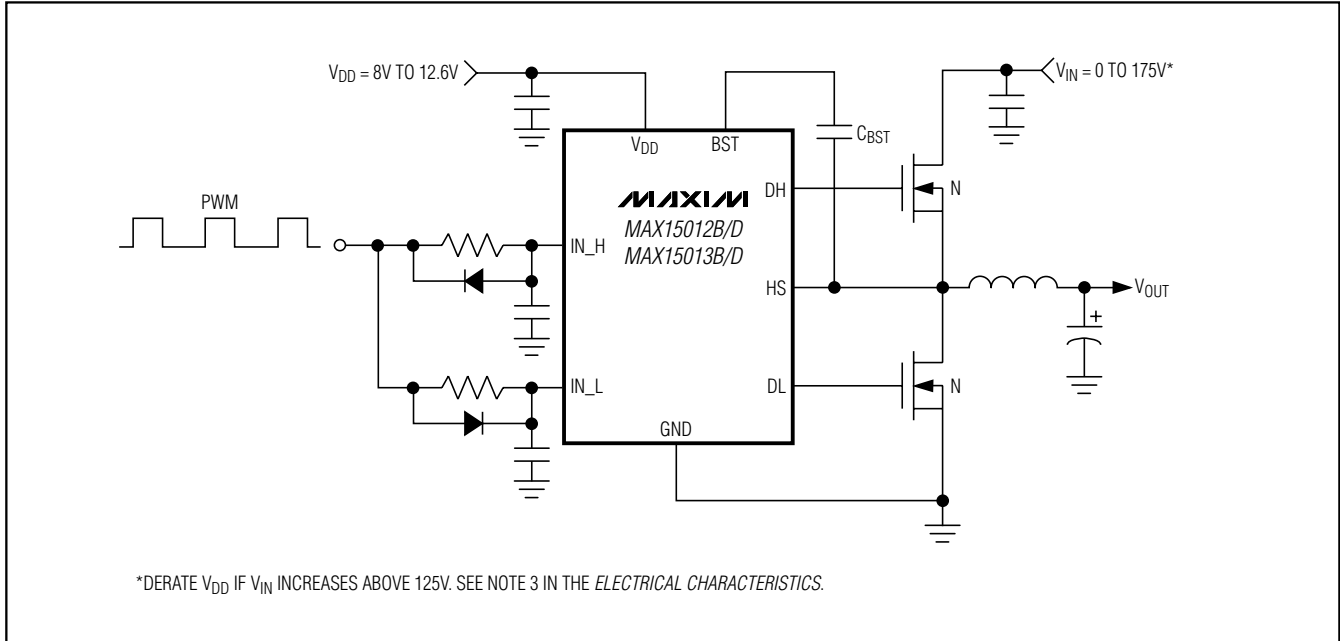 V_DD = 8V TO 12.6V
V_IN = 0 TO 175V*
C_BST
V_DD
BST
PWM
MAXIM
MAX15012B/D
MAX15013B/D
DH
N
IN_H
HS
V_OUT
+
IN_L
DL
N
GND
*DERATE V_DD IF V_IN INCREASES ABOVE 125V. SEE NOTE 3 IN THE ELECTRICAL CHARACTERISTICS.